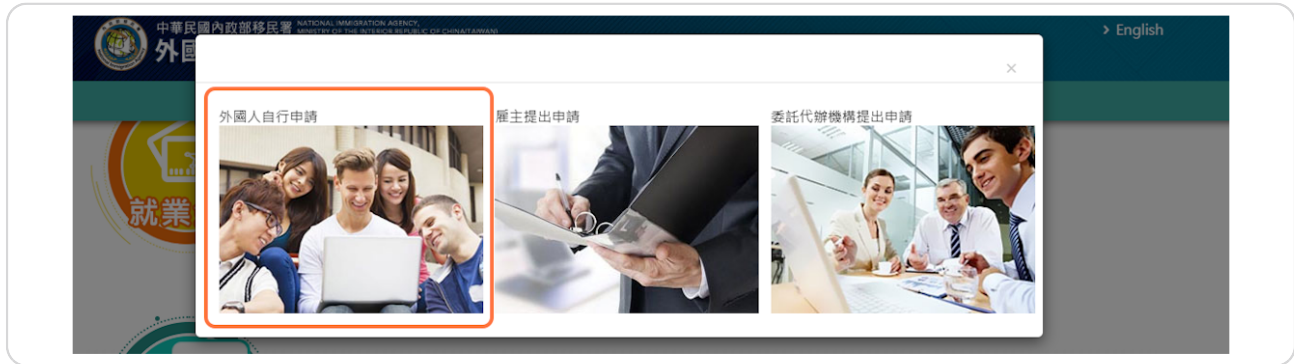 中華民國內政部移民署 NATIONAL IMMIGRATION AGENCY,
MINISTRY OF THE INTERIOR REPUBLIC OF CHINA(TAIWAN)
外國
> English
×
外國人自行申請
雇主提出申請
委託代辦機構提出申請
就業